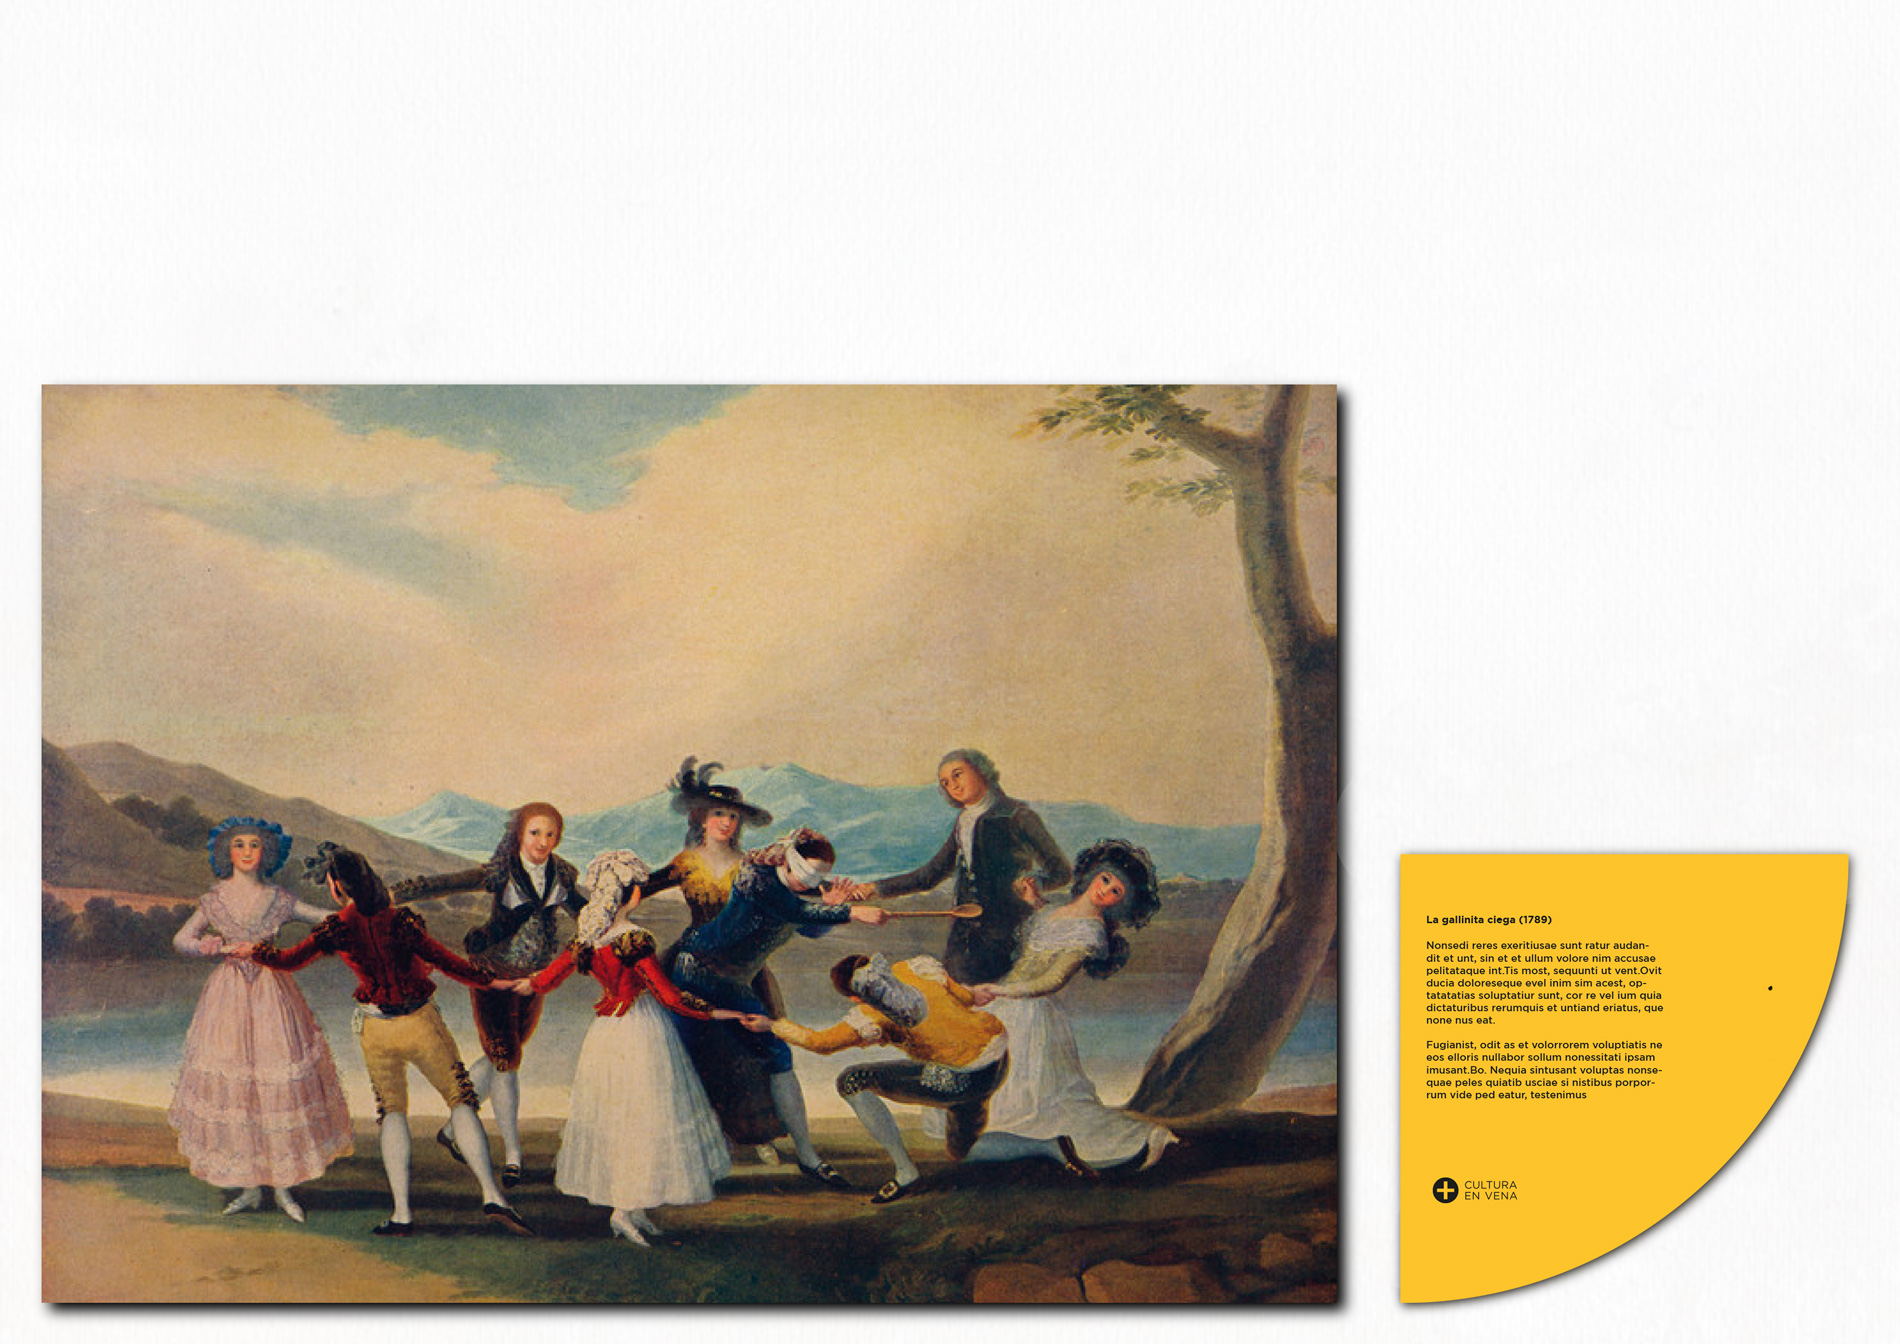 La gallinita ciega (1789)
Nonsedi reres exeritiusae sunt ratur audan-
dit et unt, sin et et ullum volore nim accusae
pelitataque int.Tis most, sequunti ut vent.Ovit
ducia doloreseque evel inim sim acest, op-
tatatatias soluptatiur sunt, cor re vel ium quia
dictaturibus rerumquis et untiand eriatus, que
none nus eat.
Fugianist, odit as et volorrorem voluptiatis ne
eos elloris nullabor sollum nonessitati ipsam
imusant.Bo. Nequia sintusant voluptas nonse-
quae peles quiatib usciae si nistibus porpor-
rum vide ped eatur, testenimus
CULTURA
EN VENA